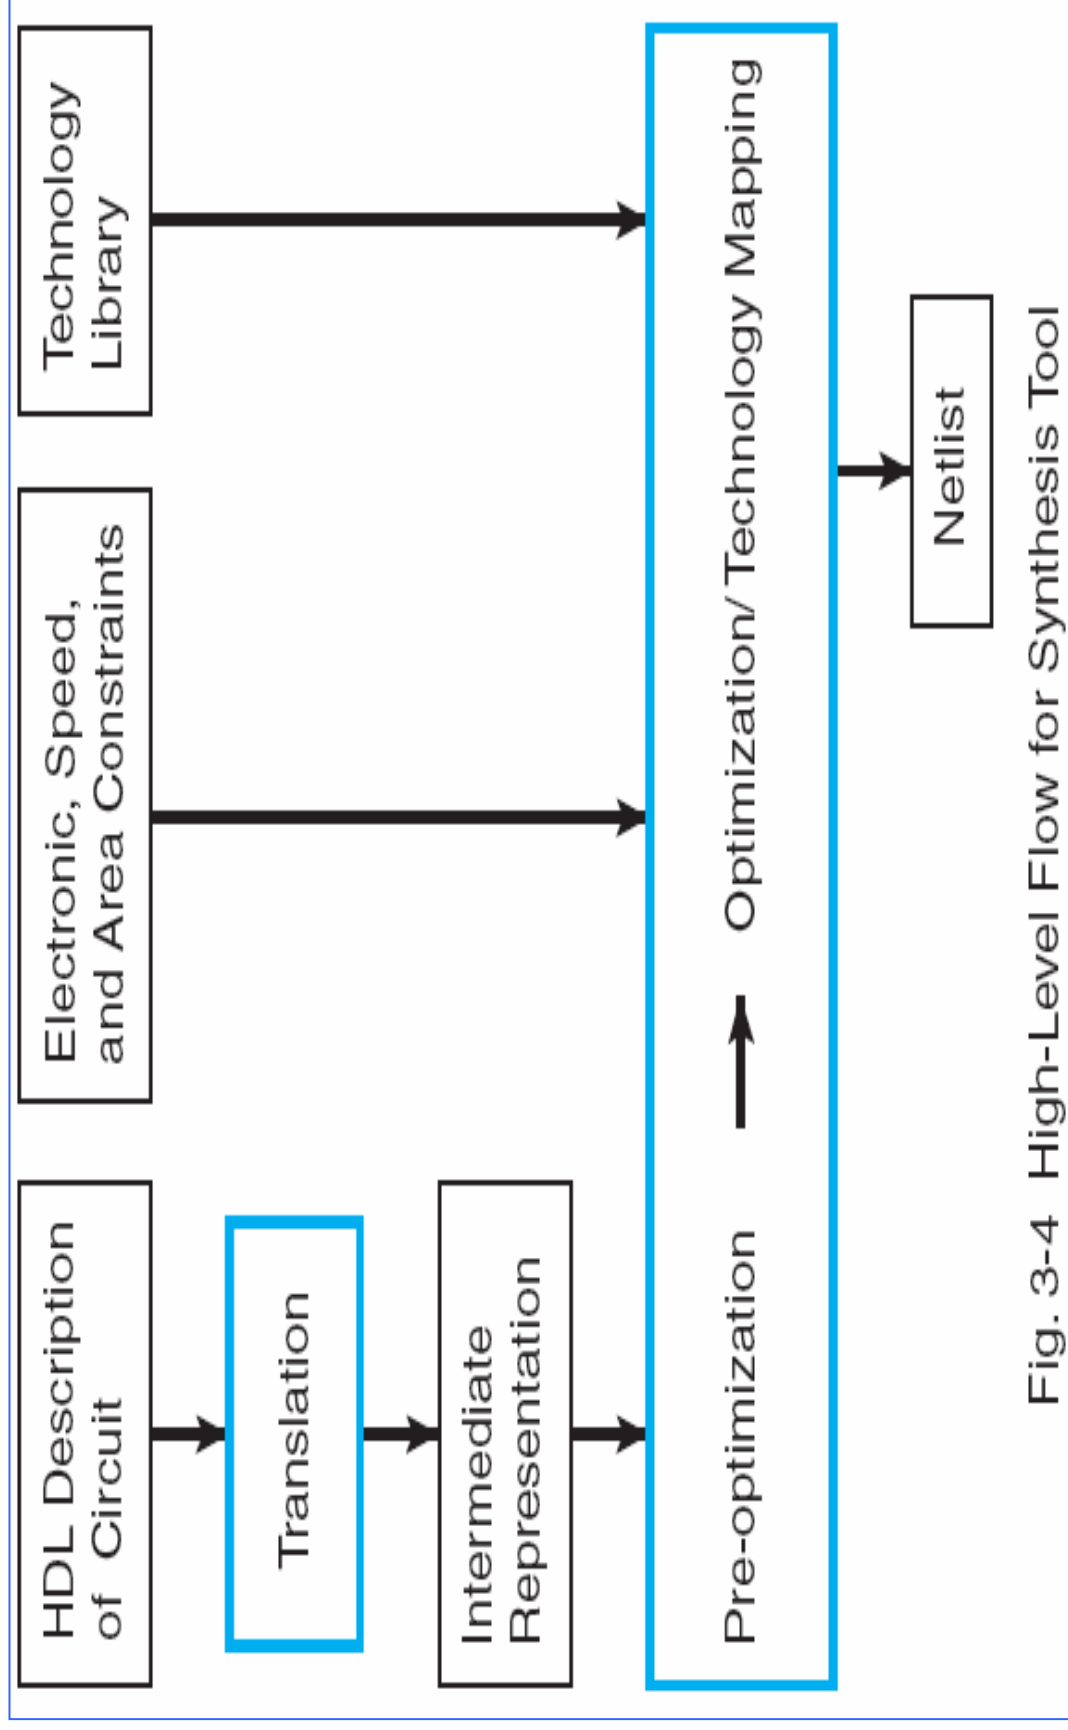 HDL Description
of Circuit
Electronic, Speed,
and Area Constraints
Technology
Library
Translation
Intermediate
Representation
Pre-optimization
Optimization/Technology Mapping
Netlist
Fig. 3-4 High-Level Flow for Synthesis Tool